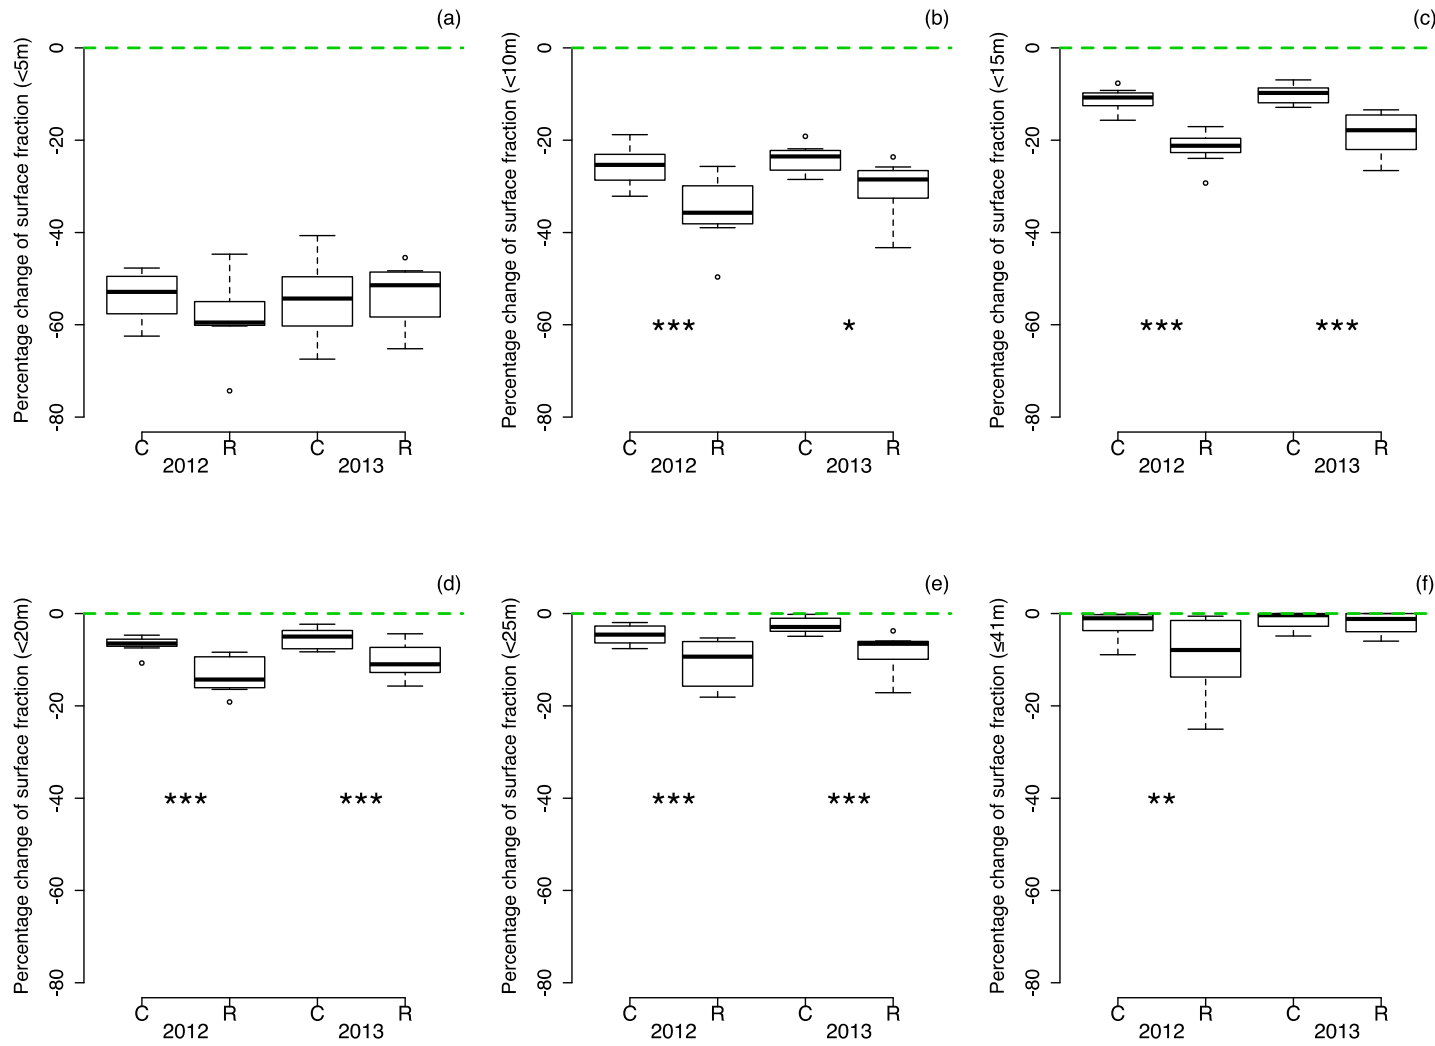 (a)
Percentage change of surface fraction (<5m)
0
-20
-40
-60
-80
C R C R
2012 2013
(b)
Percentage change of surface fraction (<10m)
0
-20
-40
-60
-80
*** *
C R C R
2012 2013
(c)
Percentage change of surface fraction (<15m)
0
-20
-40
-60
-80
*** ***
C R C R
2012 2013
(d)
Percentage change of surface fraction (<20m)
0
-20
-40
-60
-80
*** ***
C R C R
2012 2013
(e)
Percentage change of surface fraction (<25m)
0
-20
-40
-60
-80
*** ***
C R C R
2012 2013
(f)
Percentage change of surface fraction (≤41m)
0
-20
-40
-60
-80
**
C R C R
2012 2013